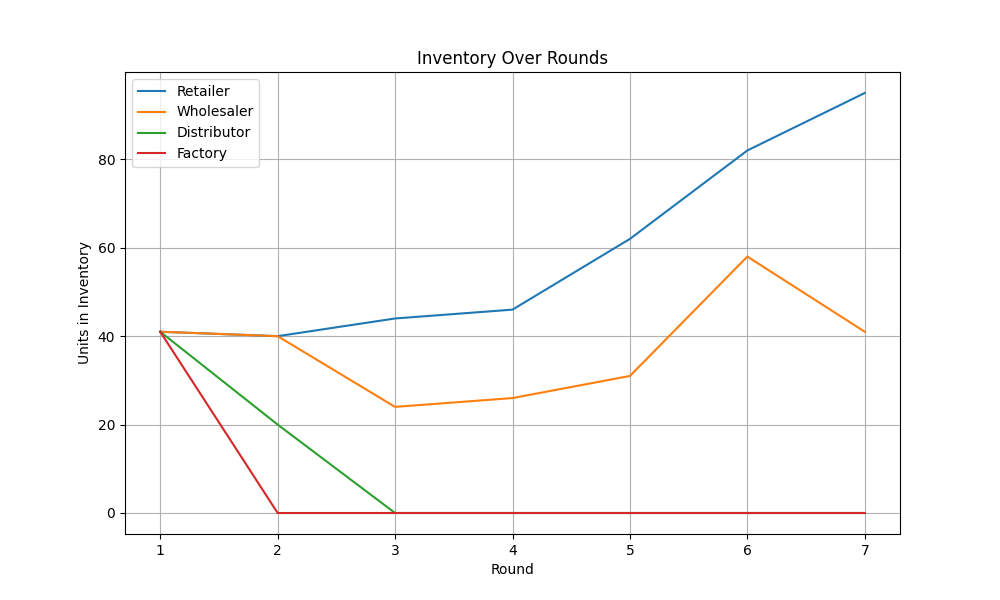 Inventory Over Rounds
Retailer
Wholesaler
Distributor
Factory
Units in Inventory
80
60
40
20
0
1 2 3 4 5 6 7
Round